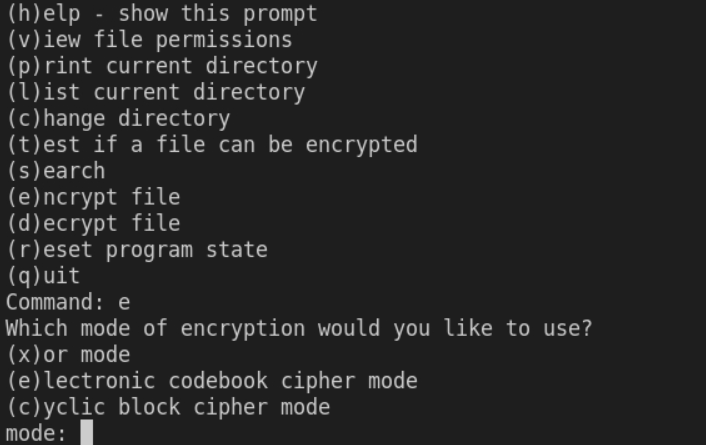 (h)elp - show this prompt
(v)iew file permissions
(p)rint current directory
(l)ist current directory
(c)hange directory
(t)est if a file can be encrypted
(s)earch
(e)ncrypt file
(d)ecrypt file
(r)eset program state
(q)uit
Command: e
Which mode of encryption would you like to use?
(x)or mode
(e)lectronic codebook cipher mode
(c)yclic block cipher mode
mode: